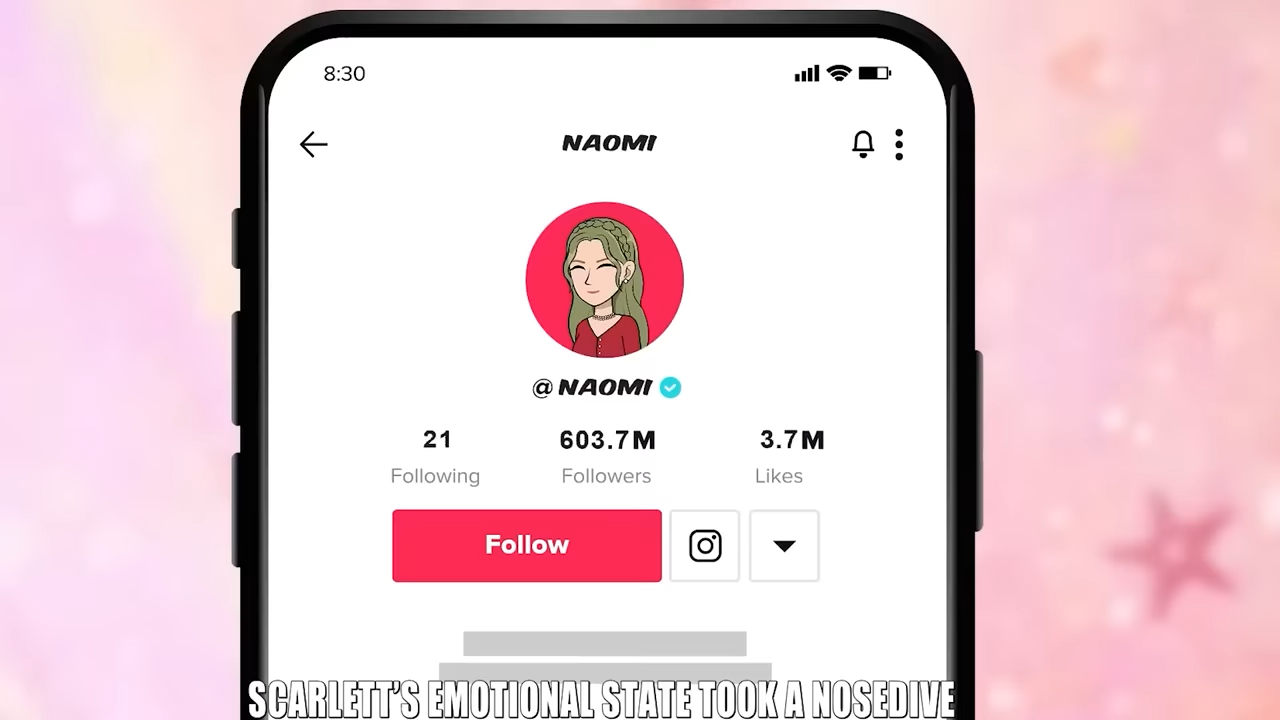 8:30
NAOMI
@NAOMI
21 603.7M 3.7M
Following Followers Likes
Follow
SCARLETT'S EMOTIONAL STATE TOOK A NOSEDIVE